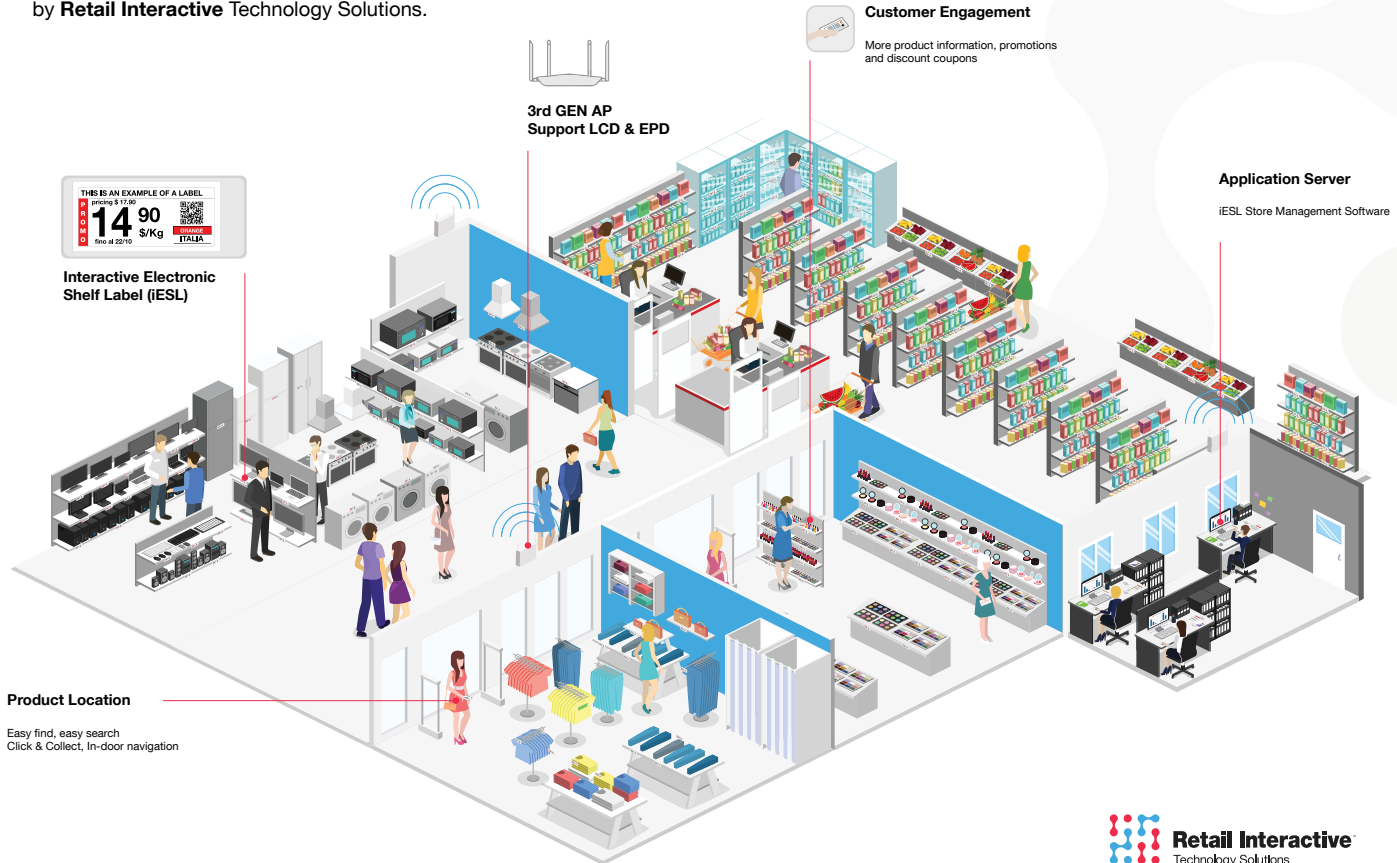 by Retail Interactive Technology Solutions.
Customer Engagement
More product information, promotions
and discount coupons
3rd GEN AP
Support LCD & EPD
Application Server
iESL Store Management Software
THIS IS AN EXAMPLE OF A LABEL
PROMO
pricing $ 17.90
14 90
$/Kg
fino al 22/10
ORANGE
ITALIA
Interactive Electronic
Shelf Label (iESL)
Product Location
Easy find, easy search
Click & Collect, In-door navigation
Retail Interactive
Technology Solutions